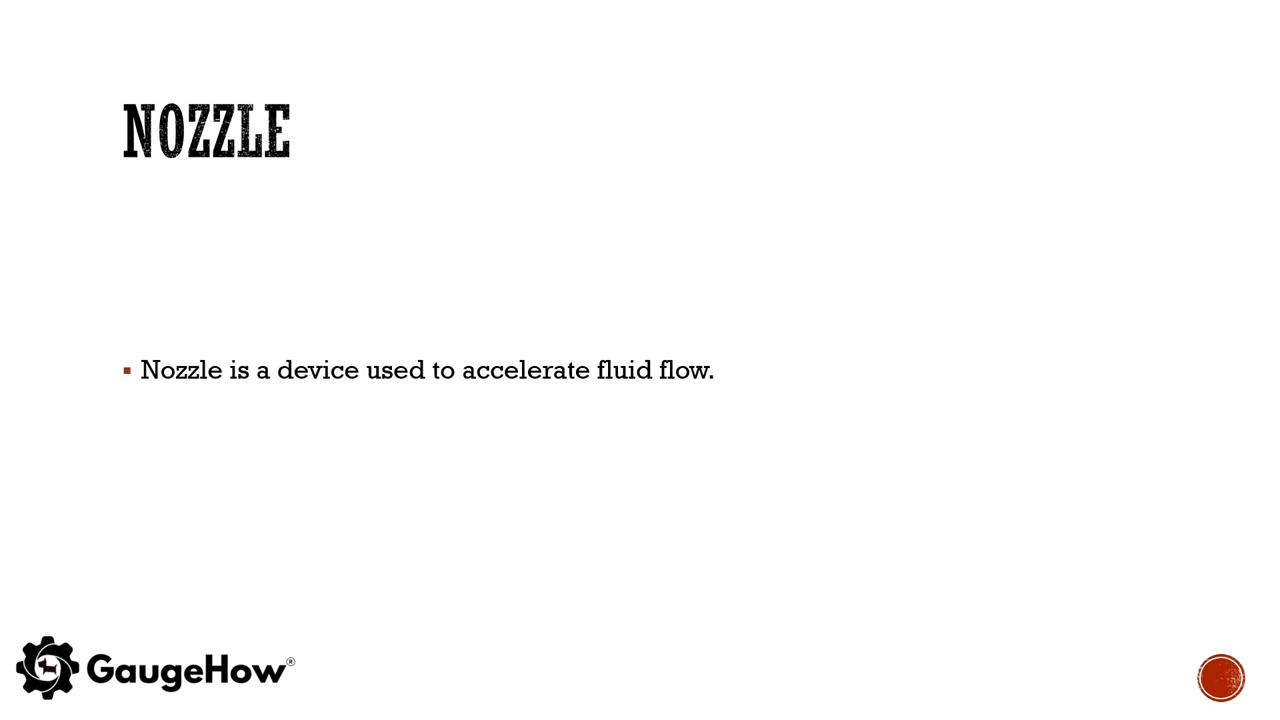 NOZZLE
▪ Nozzle is a device used to accelerate fluid flow.
GaugeHow®